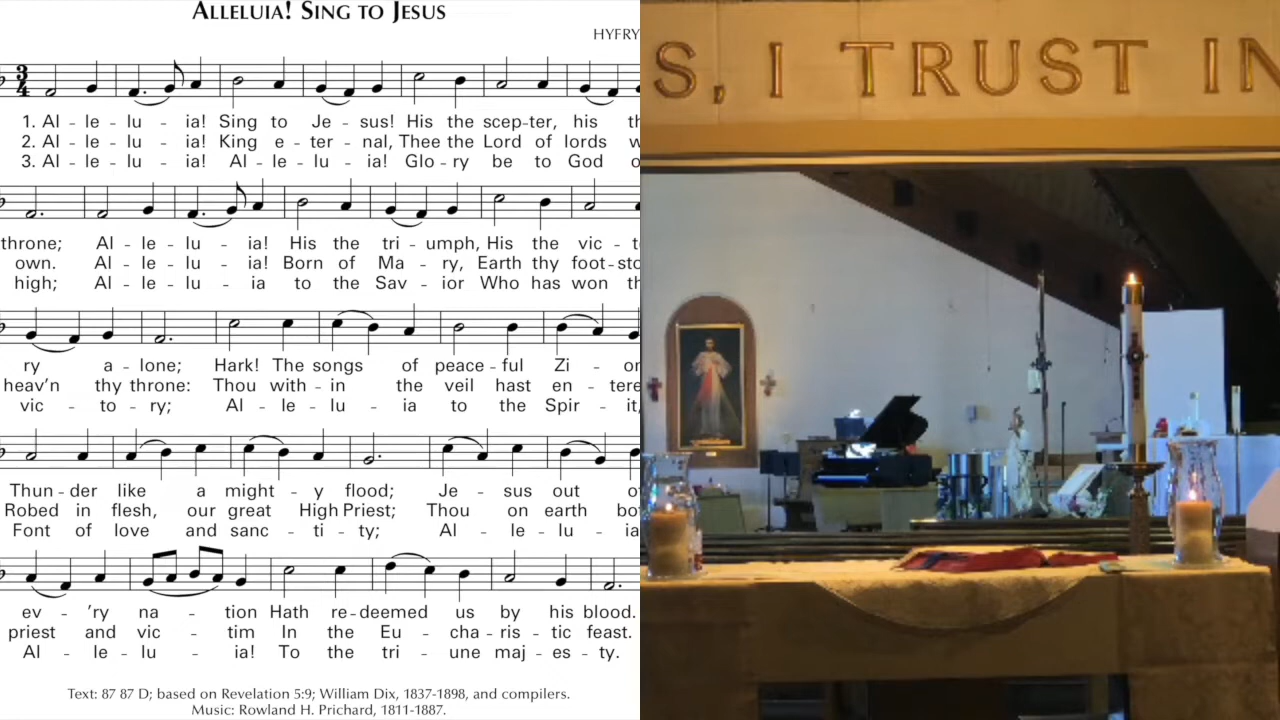 ALLELUIA! SING TO JESUS
HYFRY
3
4
1. Al - le - lu - ia! Sing to Je - sus! His the scep-ter, his th
2. Al - le - lu - ia! King e - ter - nal, Thee the Lord of lords w
3. Al - le - lu - ia! Al - le - lu - ia! Glo - ry be to God o
throne; Al - le - lu - ia! His the tri - umph, His the vic - t
own. Al - le - lu - ia! Born of Ma - ry, Earth thy foot-sto
high; Al - le - lu - ia to the Sav - ior Who has won th
ry a - lone; Hark! The songs of peace - ful Zi - or
heav'n thy throne: Thou with - in the veil hast en - tere
vic - to - ry; Al - le - lu - ia to the Spir - it,
Thun - der like a might - y flood; Je - sus out o
Robed in flesh, our great High Priest; Thou on earth bo
Font of love and sanc - ti - ty; Al - le - lu - ia
ev - 'ry na - tion Hath re-deemed us by his blood.
priest and vic - tim In the Eu - cha - ris - tic feast.
Al - le - lu - ia! To the tri - une maj - es - ty.
Text: 87 87 D; based on Revelation 5:9; William Dix, 1837-1898, and compilers.
Music: Rowland H. Prichard, 1811-1887.
S, I TRUST IN